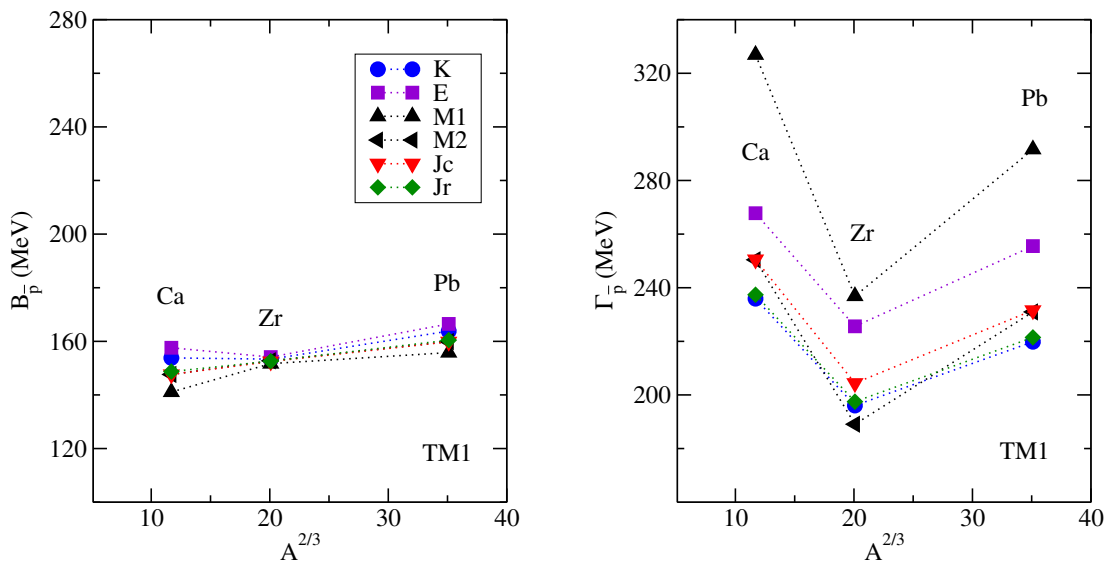 280
240
200
160
120
B_p̄ (MeV)
K
E
M1
M2
Jc
Jr
Ca
Zr
Pb
TM1
10
20
30
40
A^{2/3}
320
280
240
200
Γ_p̄ (MeV)
Ca
Zr
Pb
TM1
10
20
30
40
A^{2/3}